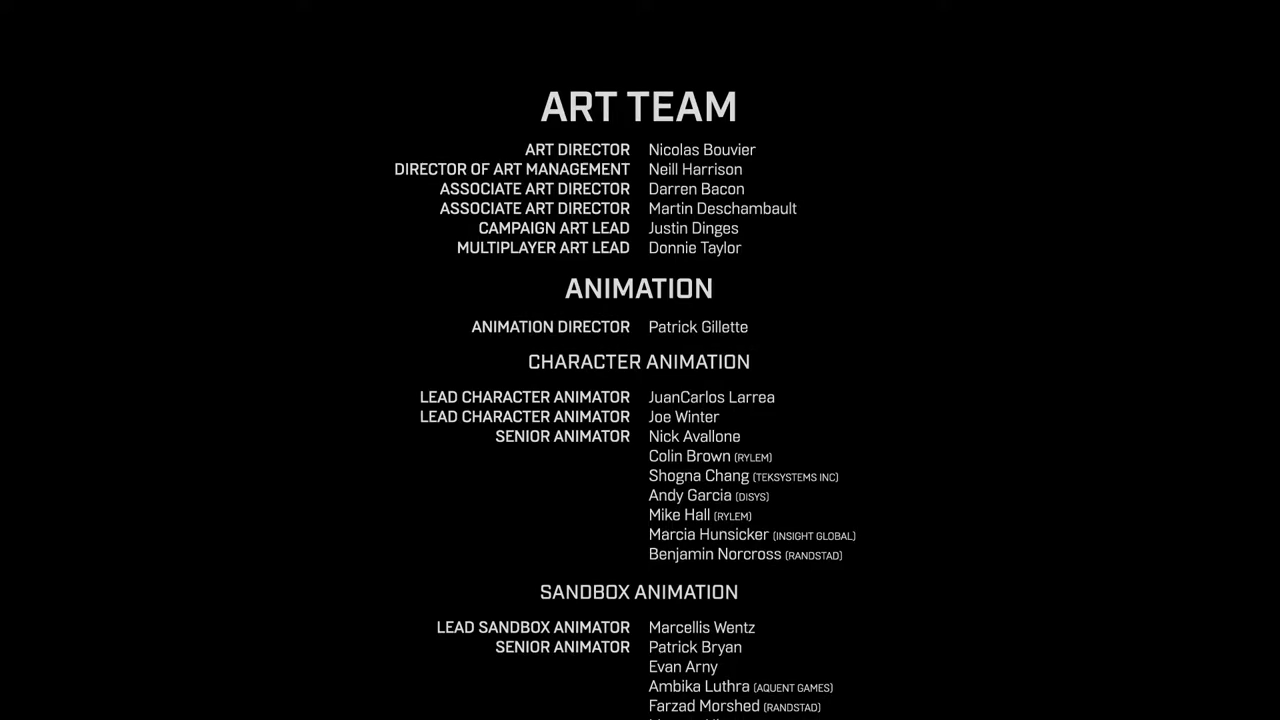 ART TEAM
ART DIRECTOR Nicolas Bouvier
DIRECTOR OF ART MANAGEMENT Neill Harrison
ASSOCIATE ART DIRECTOR Darren Bacon
ASSOCIATE ART DIRECTOR Martin Deschambault
CAMPAIGN ART LEAD Justin Dinges
MULTIPLAYER ART LEAD Donnie Taylor
ANIMATION
ANIMATION DIRECTOR Patrick Gillette
CHARACTER ANIMATION
LEAD CHARACTER ANIMATOR JuanCarlos Larrea
LEAD CHARACTER ANIMATOR Joe Winter
SENIOR ANIMATOR Nick Avallone
Colin Brown (RYLEM)
Shogna Chang (TEKSYSTEMS INC)
Andy Garcia (DISYS)
Mike Hall (RYLEM)
Marcia Hunsicker (INSIGHT GLOBAL)
Benjamin Norcross (RANDSTAD)
SANDBOX ANIMATION
LEAD SANDBOX ANIMATOR Marcellis Wentz
SENIOR ANIMATOR Patrick Bryan
Evan Arny
Ambika Luthra (AQUENT GAMES)
Farzad Morshed (RANDSTAD)